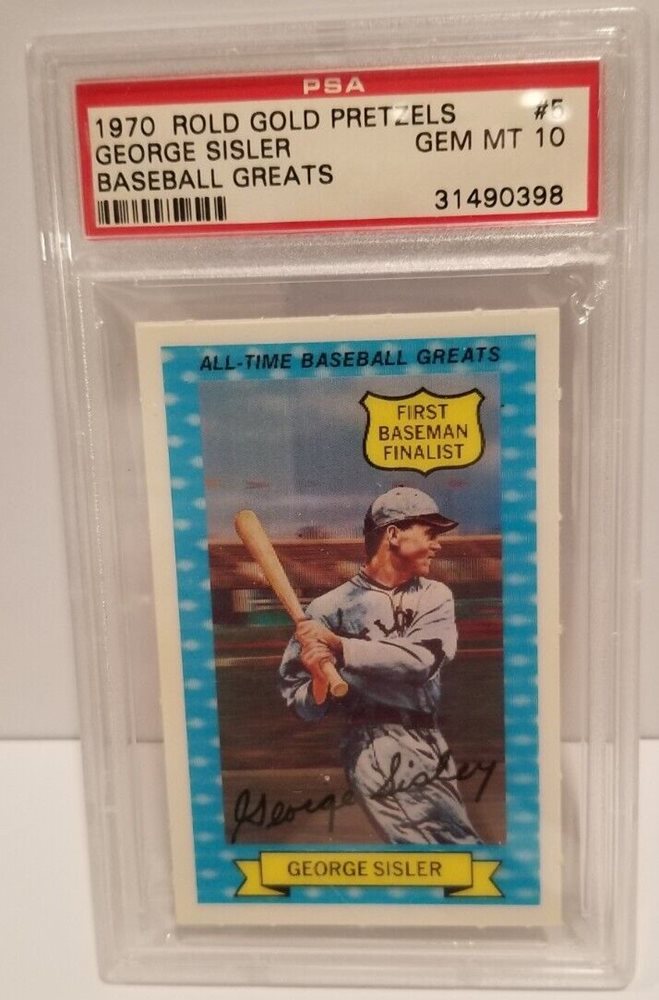 PSA
1970 ROLD GOLD PRETZELS #5
GEORGE SISLER GEM MT 10
BASEBALL GREATS
31490398
ALL-TIME BASEBALL GREATS
FIRST
BASEMAN
FINALIST
George Sisler
GEORGE SISLER